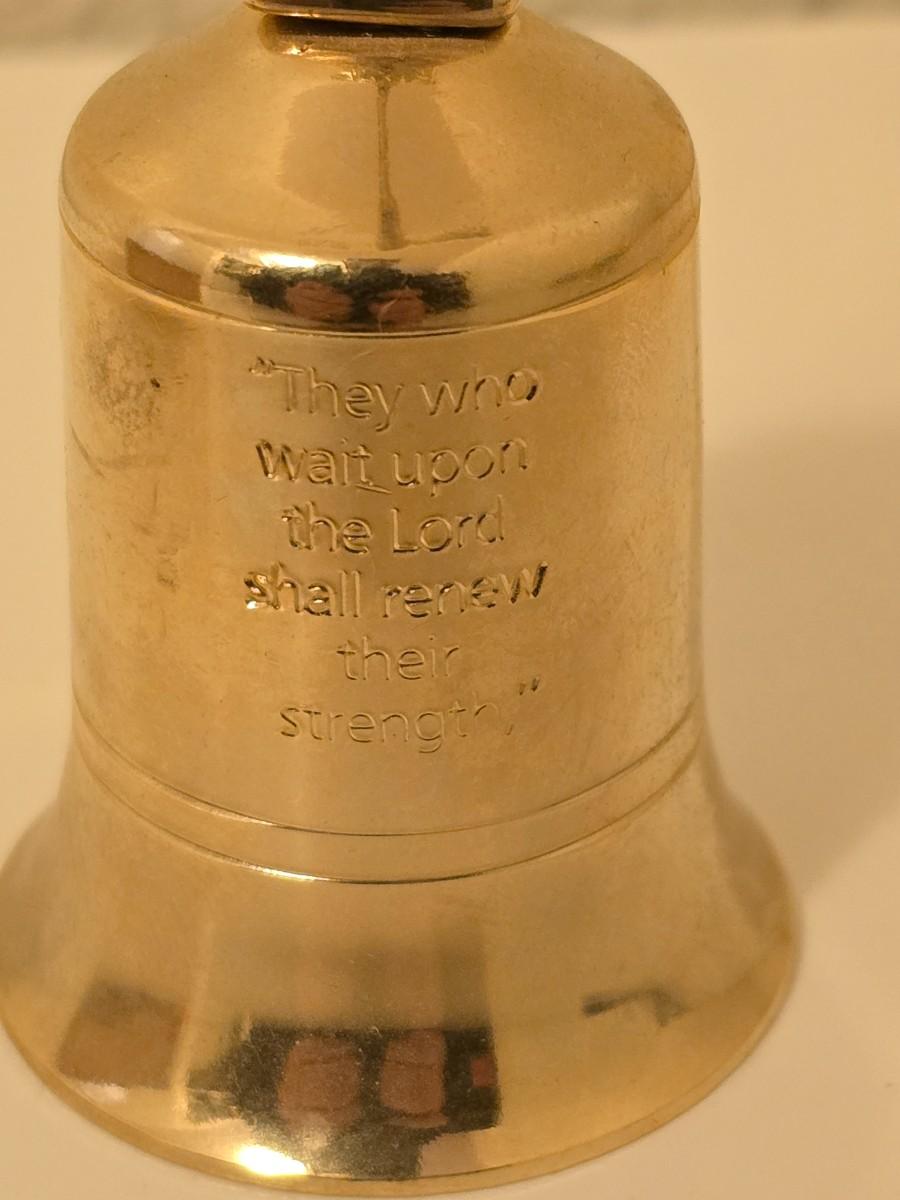 “They who
wait upon
the Lord
shall renew
their
strength.”